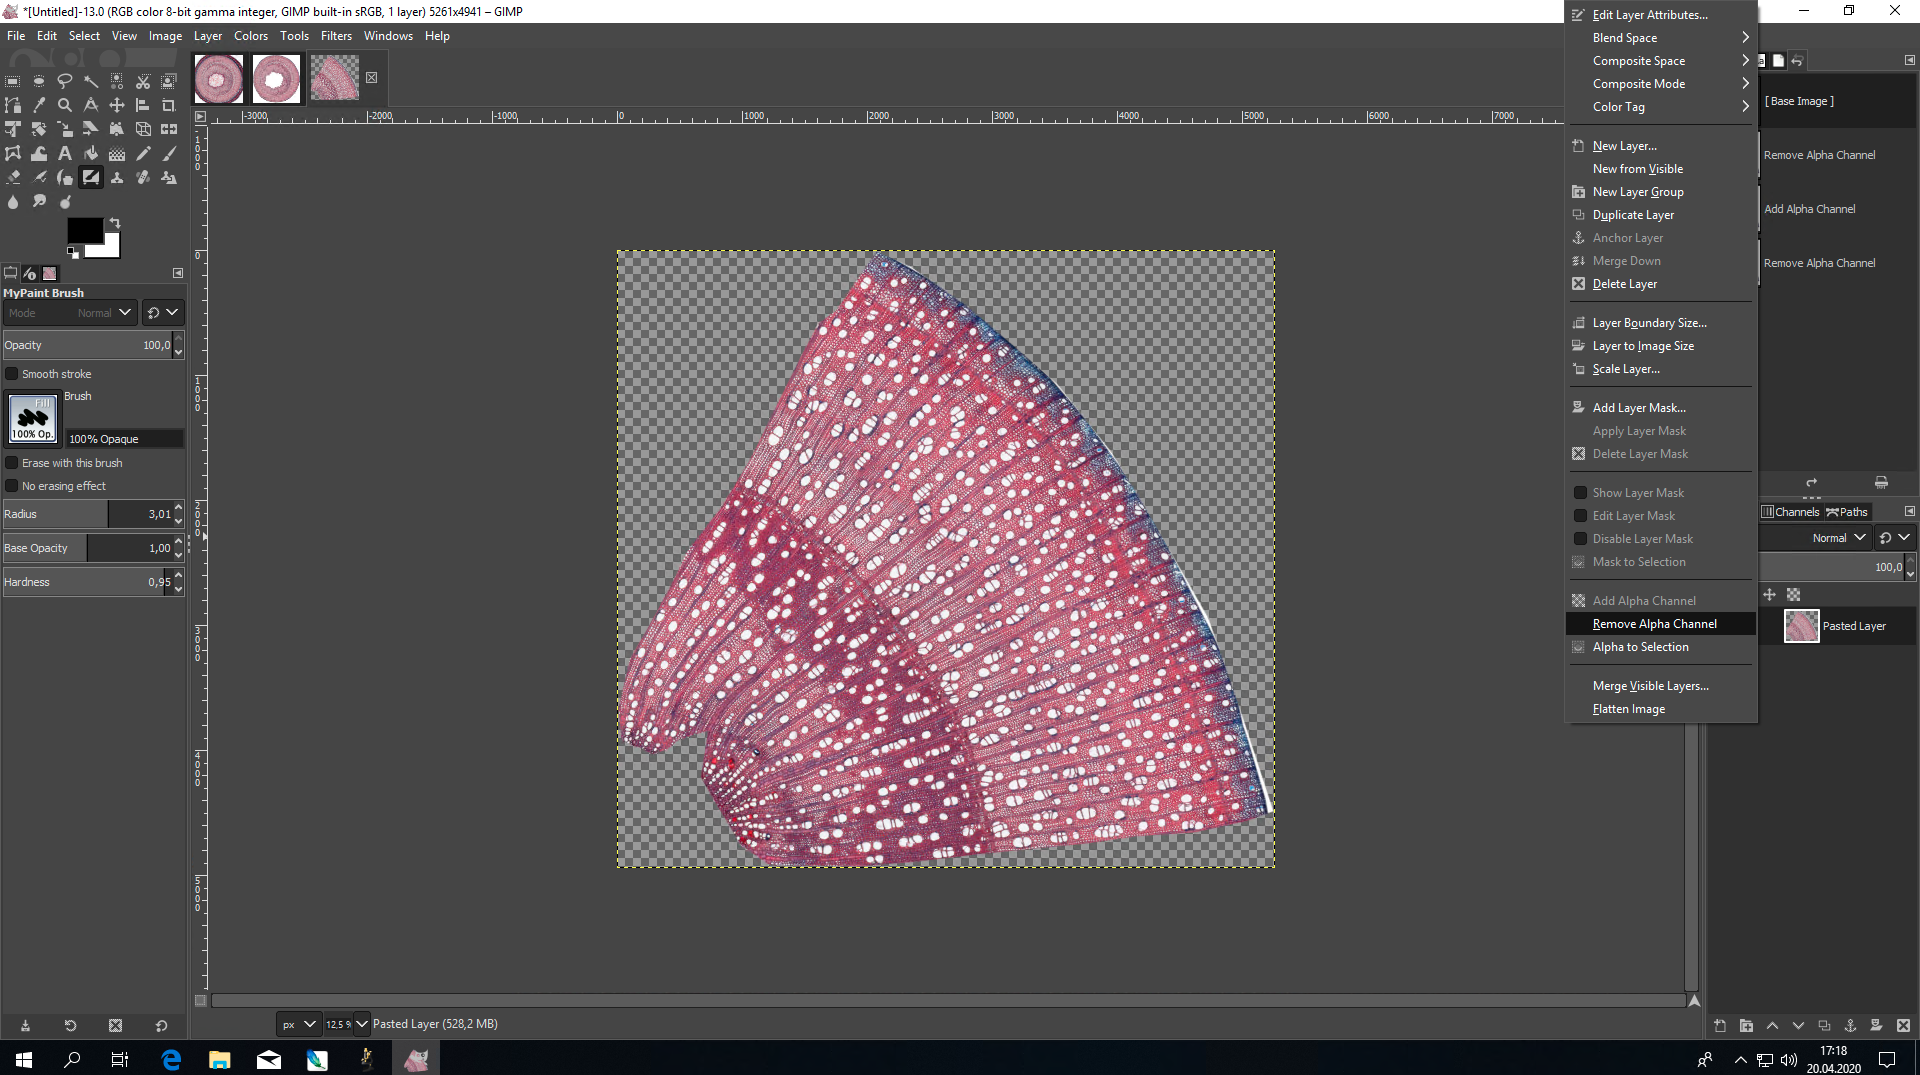 *[Untitled]-13.0 (RGB color 8-bit gamma integer, GIMP built-in sRGB, 1 layer) 5261x4941 – GIMP
File Edit Select View Image Layer Colors Tools Filters Windows Help
-3000 -2000 -1000 0 1000 2000 3000 4000 5000 6000 7000
1000
0
1000
2000
3000
4000
5000
MyPaint Brush
Mode Normal
Opacity 100,0
Smooth stroke
Brush
Fill
100% Op.
100% Opaque
Erase with this brush
No erasing effect
Radius 3,01
Base Opacity 1,00
Hardness 0,95
Edit Layer Attributes...
Blend Space
Composite Space
Composite Mode
Color Tag
New Layer...
New from Visible
New Layer Group
Duplicate Layer
Anchor Layer
Merge Down
Delete Layer
Layer Boundary Size...
Layer to Image Size
Scale Layer...
Add Layer Mask...
Apply Layer Mask
Delete Layer Mask
Show Layer Mask
Edit Layer Mask
Disable Layer Mask
Mask to Selection
Add Alpha Channel
Remove Alpha Channel
Alpha to Selection
Merge Visible Layers...
Flatten Image
[ Base Image ]
Remove Alpha Channel
Add Alpha Channel
Remove Alpha Channel
Channels Paths
Normal
100,0
Pasted Layer
px 12,5 % Pasted Layer (528,2 MB)
17:18
20.04.2020